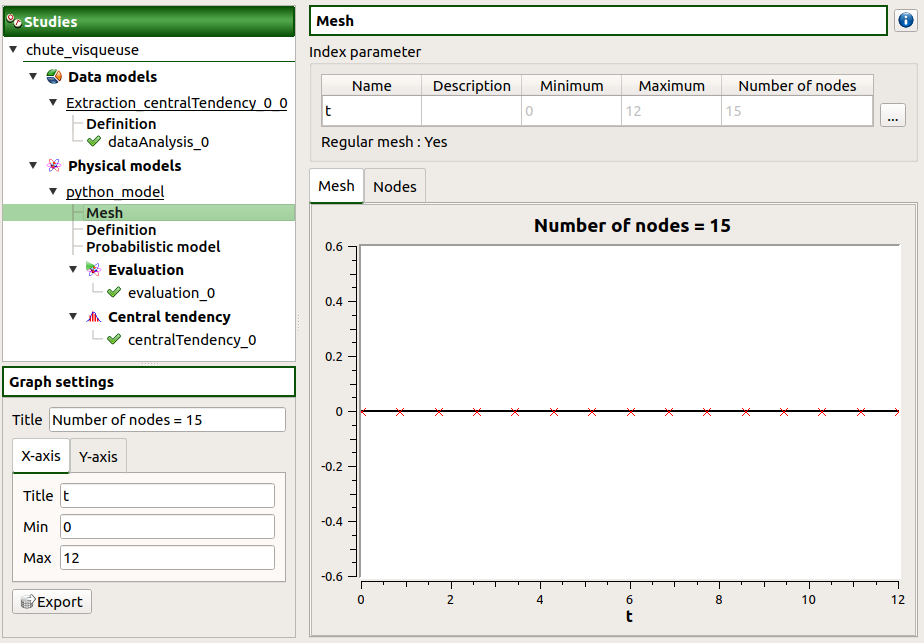 Studies
chute_visqueuse
Data models
Extraction_centralTendency_0_0
Definition
dataAnalysis_0
Physical models
python_model
Mesh
Definition
Probabilistic model
Evaluation
evaluation_0
Central tendency
centralTendency_0
Graph settings
Title Number of nodes = 15
X-axis Y-axis
Title t
Min 0
Max 12
Export
Mesh
Index parameter
Name Description Minimum Maximum Number of nodes
t 0 12 15
...
Regular mesh : Yes
Mesh Nodes
Number of nodes = 15
0.6
0.4
0.2
0
-0.2
-0.4
-0.6
0 2 4 6 8 10 12
t